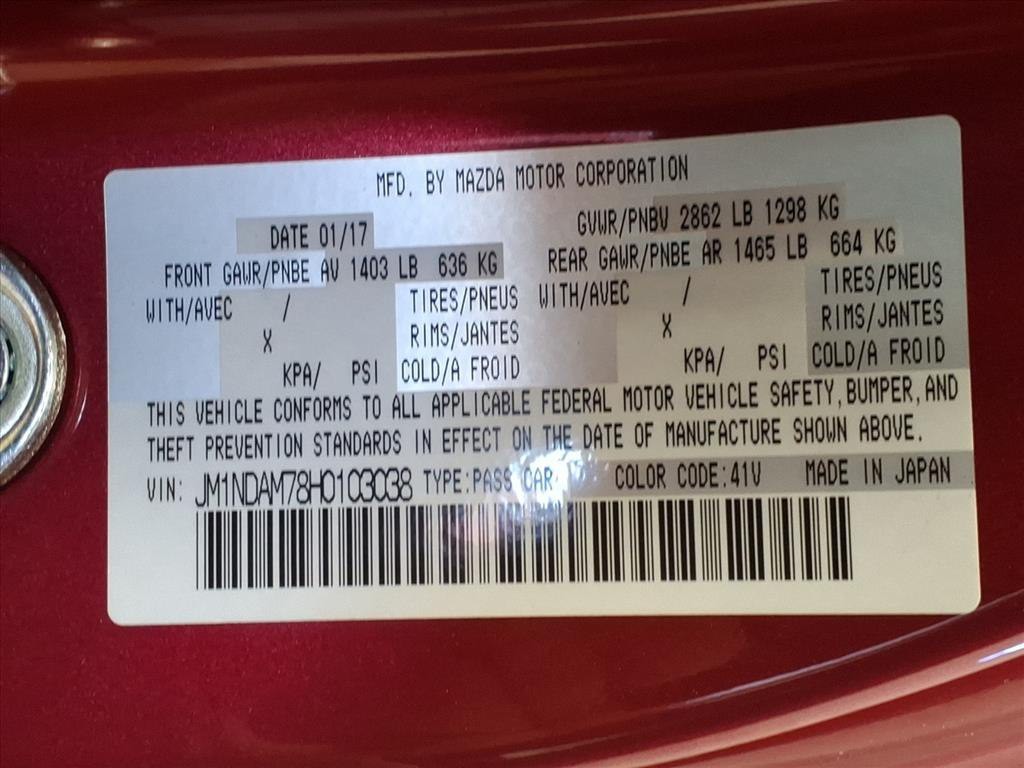 MFD. BY MAZDA MOTOR CORPORATION
DATE 01/17 GVWR/PNBV 2862 LB 1298 KG
FRONT GAWR/PNBE AV 1403 LB 636 KG REAR GAWR/PNBE AR 1465 LB 664 KG
WITH/AVEC / TIRES/PNEUS WITH/AVEC / TIRES/PNEUS
X RIMS/JANTES X RIMS/JANTES
KPA/ PSI COLD/A FROID KPA/ PSI COLD/A FROID
THIS VEHICLE CONFORMS TO ALL APPLICABLE FEDERAL MOTOR VEHICLE SAFETY,BUMPER,AND
THEFT PREVENTION STANDARDS IN EFFECT ON THE DATE OF MANUFACTURE SHOWN ABOVE.
VIN: JM1NDAM78H0103038 TYPE:PASS CAR COLOR CODE:41V MADE IN JAPAN